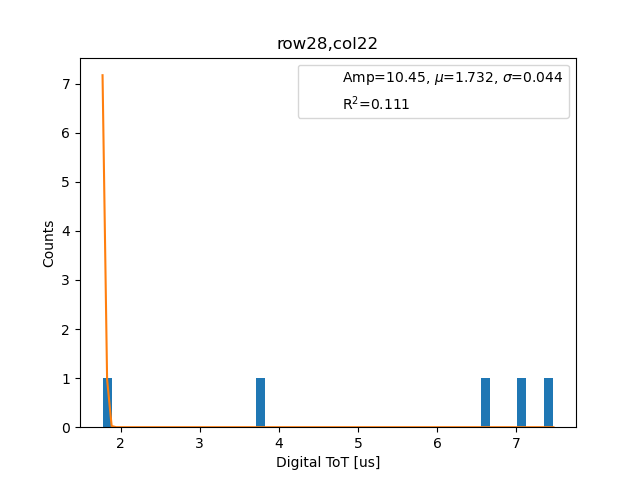 row28,col22
Amp=10.45, μ=1.732, σ=0.044
R²=0.111
Counts
7
6
5
4
3
2
1
0
2 3 4 5 6 7
Digital ToT [us]